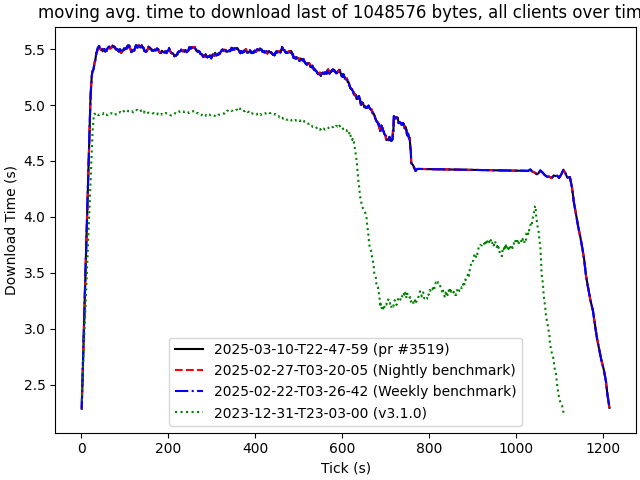 moving avg. time to download last of 1048576 bytes, all clients over tim
Download Time (s)
5.5
5.0
4.5
4.0
3.5
3.0
2.5
2025-03-10-T22-47-59 (pr #3519)
2025-02-27-T03-20-05 (Nightly benchmark)
2025-02-22-T03-26-42 (Weekly benchmark)
2023-12-31-T23-03-00 (v3.1.0)
0 200 400 600 800 1000 1200
Tick (s)